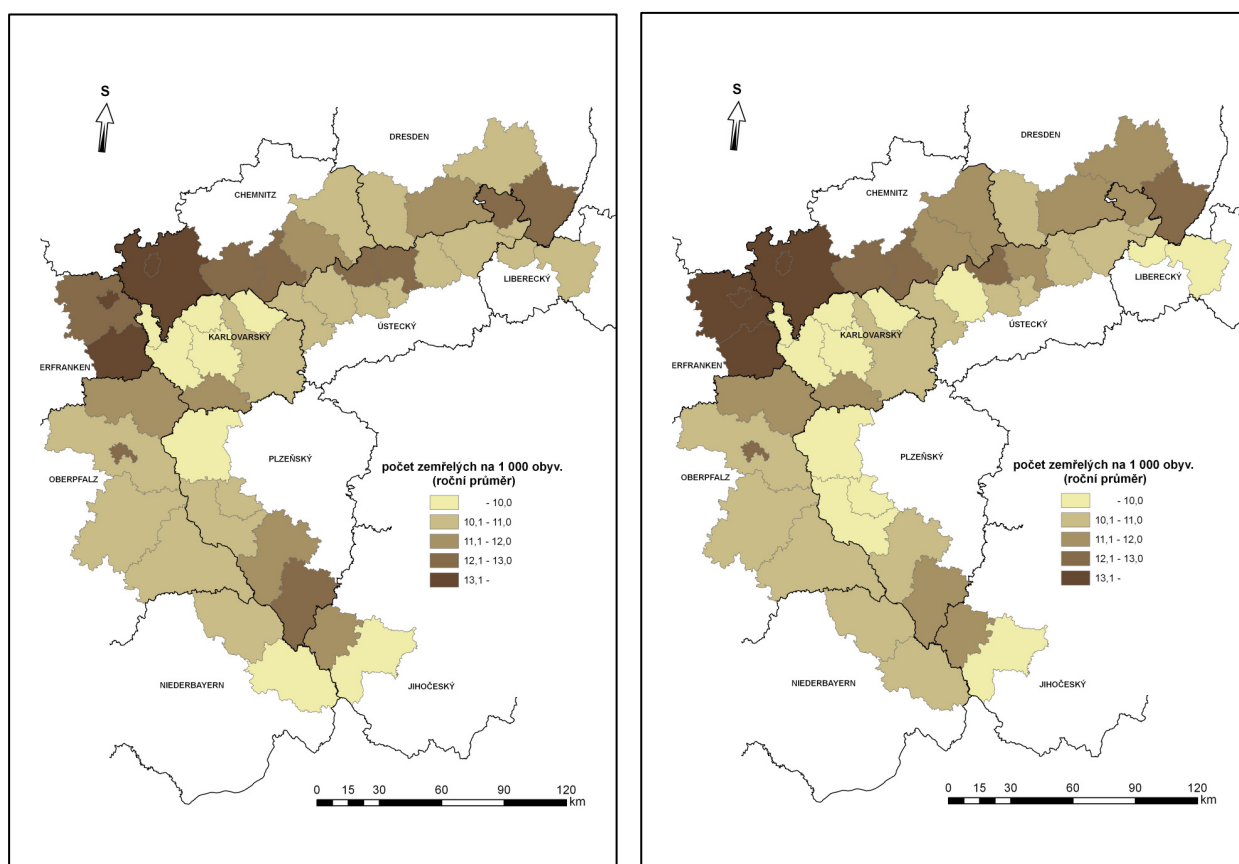 S
DRESDEN
CHEMNITZ
LIBERECKÝ
ÚSTECKÝ
KARLOVARSKÝ
ERFRANKEN
PLZEŇSKÝ
OBERPFALZ
počet zemřelých na 1 000 obyv.
(roční průměr)
- 10,0
10,1 - 11,0
11,1 - 12,0
12,1 - 13,0
13,1 -
NIEDERBAYERN
JIHOČESKÝ
0 15 30 60 90 120
km
S
DRESDEN
CHEMNITZ
LIBERECKÝ
ÚSTECKÝ
KARLOVARSKÝ
ERFRANKEN
PLZEŇSKÝ
OBERPFALZ
počet zemřelých na 1 000 obyv.
(roční průměr)
- 10,0
10,1 - 11,0
11,1 - 12,0
12,1 - 13,0
13,1 -
NIEDERBAYERN
JIHOČESKÝ
0 15 30 60 90 120
km